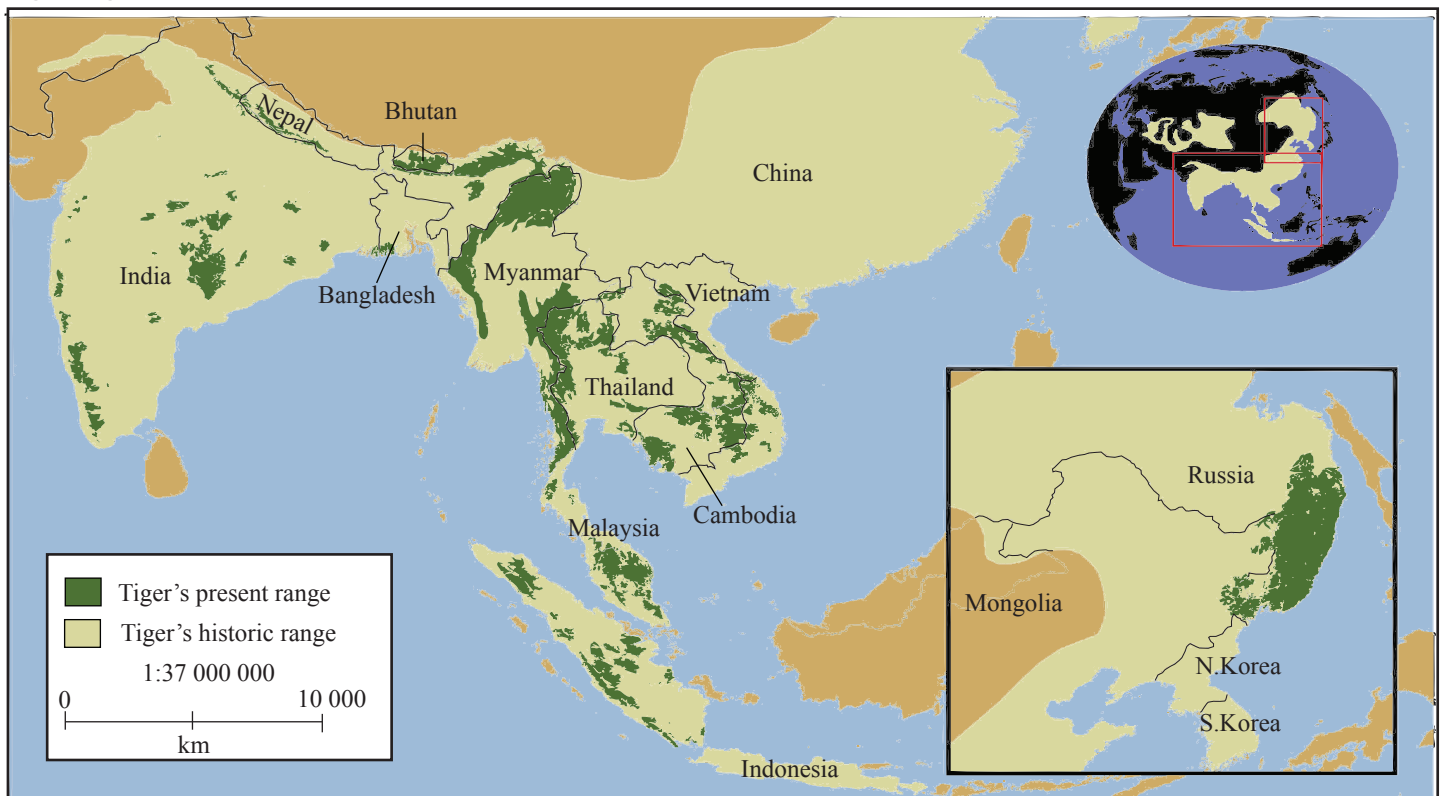 Nepal
Bhutan
China
India
Bangladesh
Myanmar
Vietnam
Thailand
Cambodia
Malaysia
Indonesia
Tiger's present range
Tiger's historic range
1:37 000 000
0 10 000
km
Russia
Mongolia
N.Korea
S.Korea